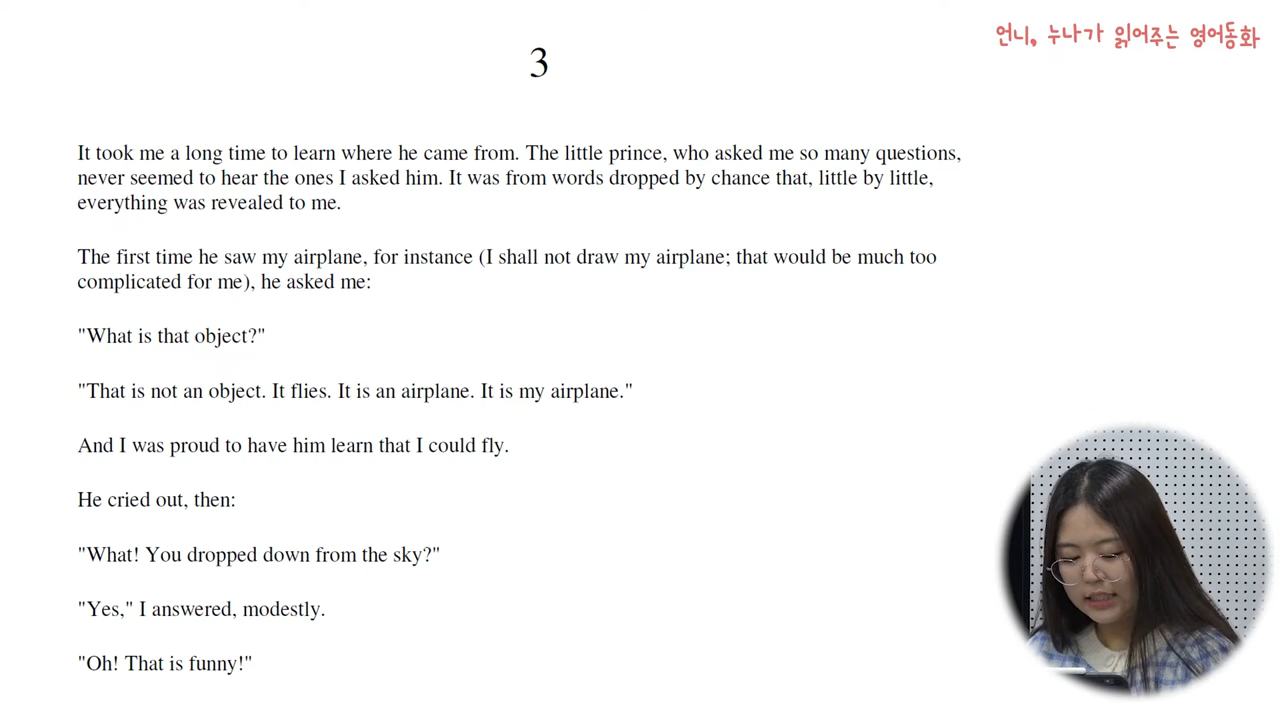 언니, 누나가 읽어주는 영어동화
3
It took me a long time to learn where he came from. The little prince, who asked me so many questions,
never seemed to hear the ones I asked him. It was from words dropped by chance that, little by little,
everything was revealed to me.
The first time he saw my airplane, for instance (I shall not draw my airplane; that would be much too
complicated for me), he asked me:
"What is that object?"
"That is not an object. It flies. It is an airplane. It is my airplane."
And I was proud to have him learn that I could fly.
He cried out, then:
"What! You dropped down from the sky?"
"Yes," I answered, modestly.
"Oh! That is funny!"